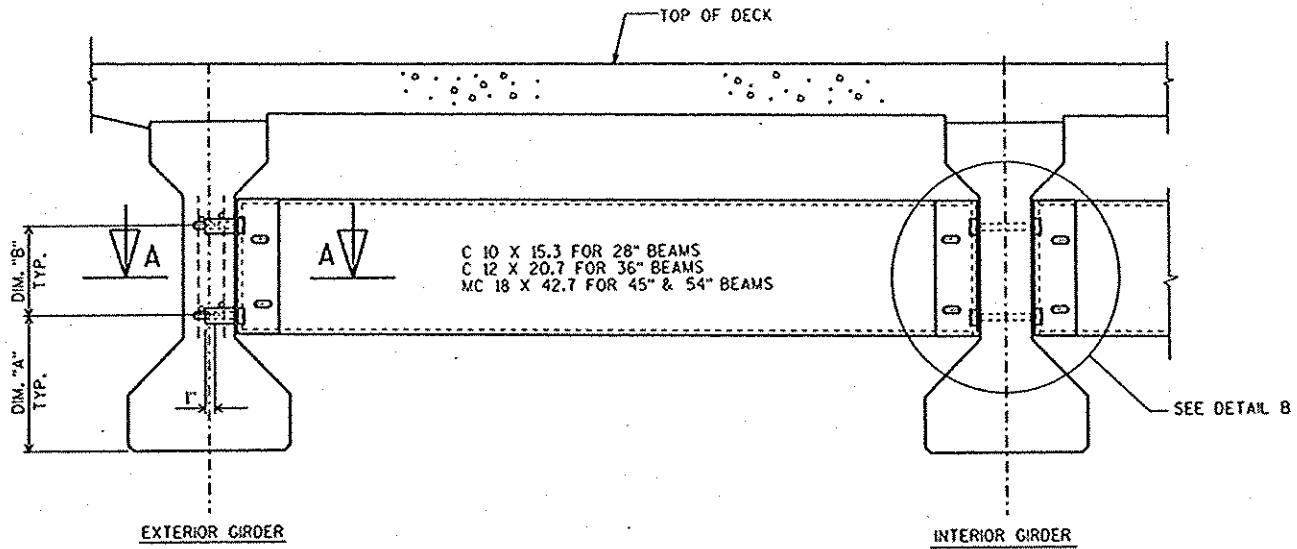 TOP OF DECK
A
A
C 10 X 15.3 FOR 28" BEAMS
C 12 X 20.7 FOR 36" BEAMS
MC 18 X 42.7 FOR 45" & 54" BEAMS
DIM. "B"
TYP.
DIM. "A"
TYP.
1"
SEE DETAIL B
EXTERIOR GIRDER
INTERIOR GIRDER